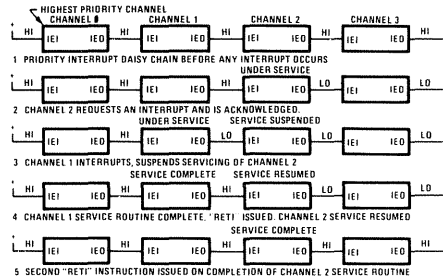 HIGHEST PRIORITY CHANNEL
CHANNEL 0 CHANNEL 1 CHANNEL 2 CHANNEL 3
+ HI IEI IEO HI IEI IEO HI IEI IEO HI IEI IEO HI
1 PRIORITY INTERRUPT DAISY CHAIN BEFORE ANY INTERRUPT OCCURS
UNDER SERVICE
+ HI IEI IEO HI IEI IEO HI IEI IEO LO IEI IEO LO
2 CHANNEL 2 REQUESTS AN INTERRUPT AND IS ACKNOWLEDGED.
UNDER SERVICE SERVICE SUSPENDED
+ HI IEI IEO HI IEI IEO LO IEI IEO LO IEI IEO LO
3 CHANNEL 1 INTERRUPTS, SUSPENDS SERVICING OF CHANNEL 2
SERVICE COMPLETE SERVICE RESUMED
+ HI IEI IEO HI IEI IEO HI IEI IEO LO IEI IEO LO
4 CHANNEL 1 SERVICE ROUTINE COMPLETE, "RETI" ISSUED. CHANNEL 2 SERVICE RESUMED
SERVICE COMPLETE
+ HI IEI IEO HI IEI IEO HI IEI IEO HI IEI IEO HI
5 SECOND "RETI" INSTRUCTION ISSUED ON COMPLETION OF CHANNEL 2 SERVICE ROUTINE